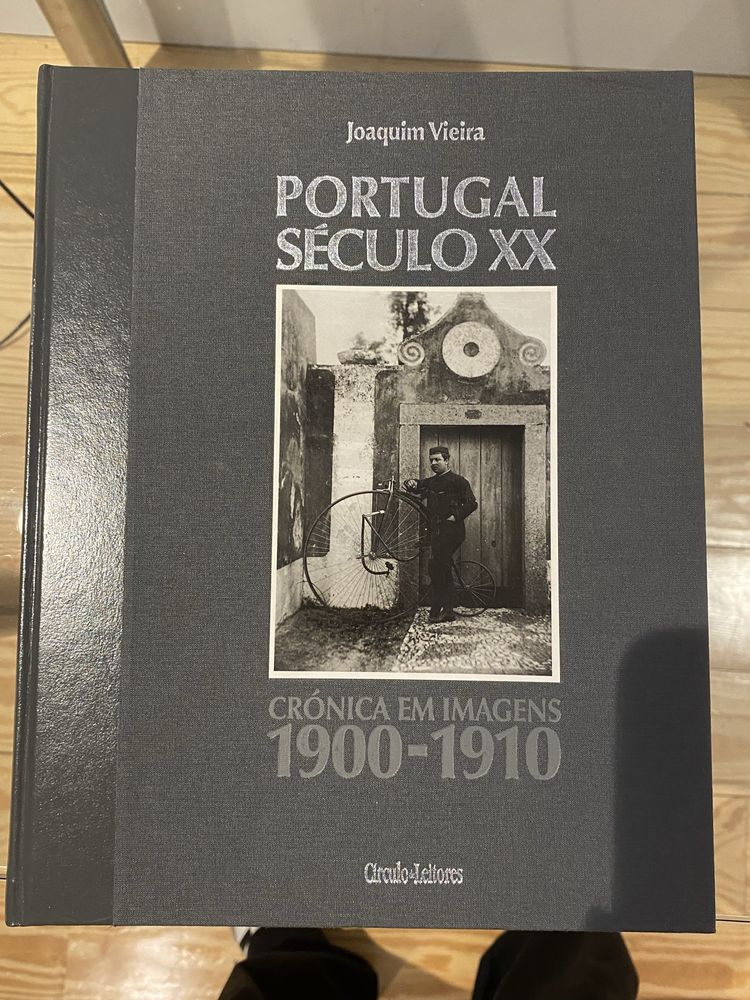 Joaquim Vieira
PORTUGAL
SÉCULO XX
CRÓNICA EM IMAGENS
1900-1910
Círculo de Leitores